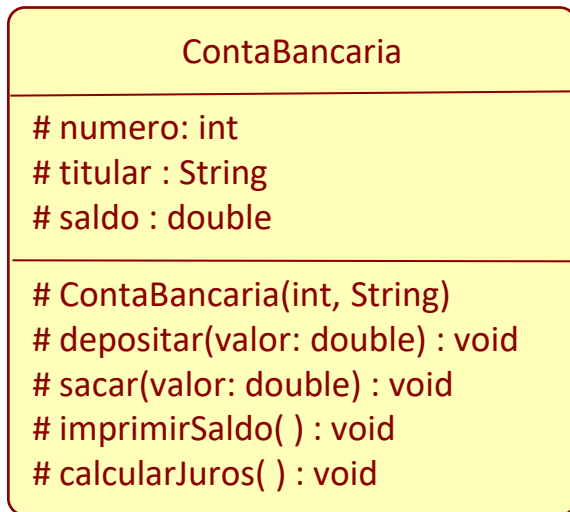 ContaBancaria
# numero: int
# titular : String
# saldo : double
# ContaBancaria(int, String)
# depositar(valor: double) : void
# sacar(valor: double) : void
# imprimirSaldo( ) : void
# calcularJuros( ) : void